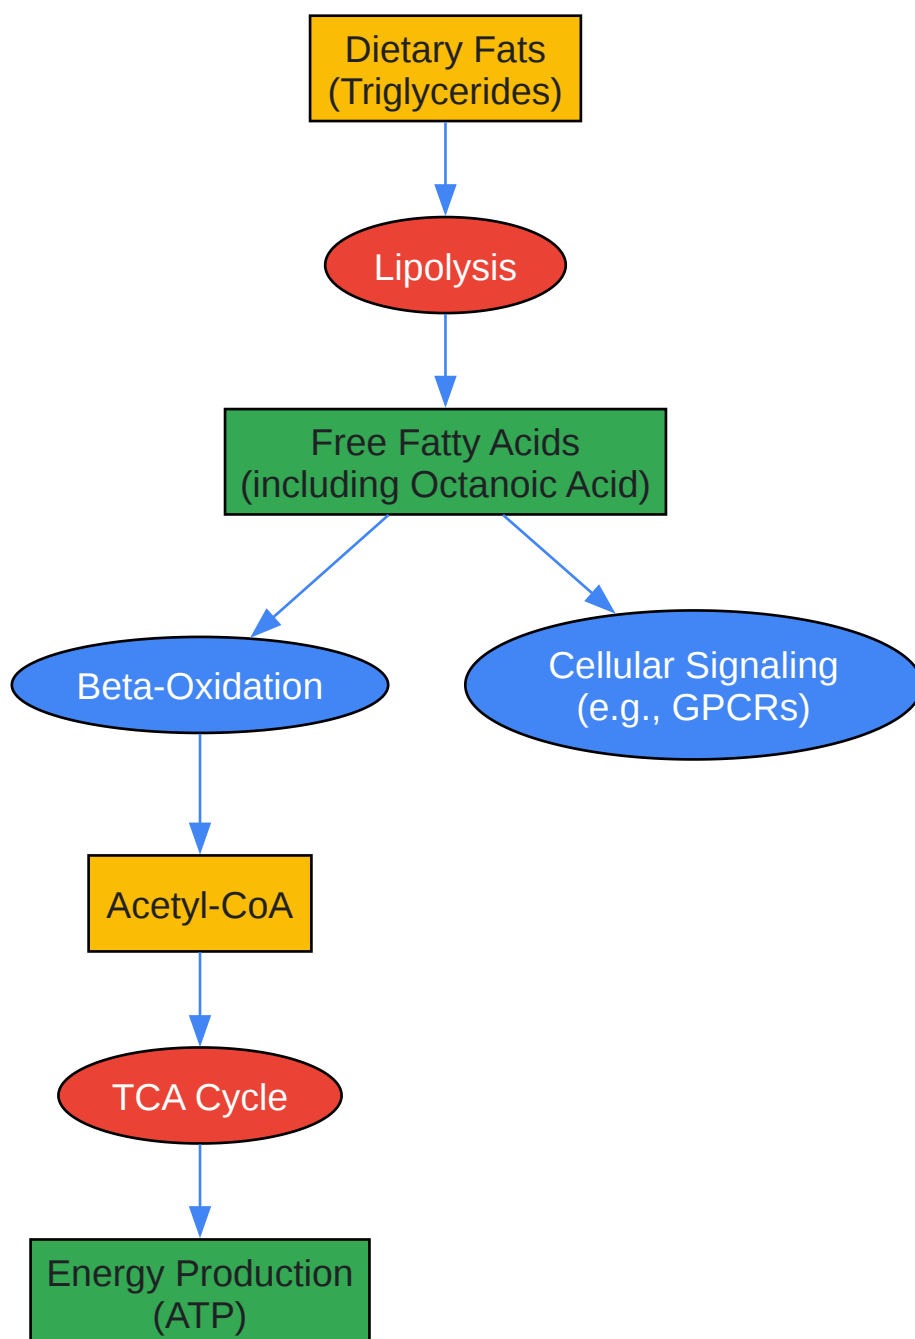 Dietary Fats
(Triglycerides)
Lipolysis
Free Fatty Acids
(including Octanoic Acid)
Beta-Oxidation
Cellular Signaling
(e.g., GPCRs)
Acetyl-CoA
TCA Cycle
Energy Production
(ATP)